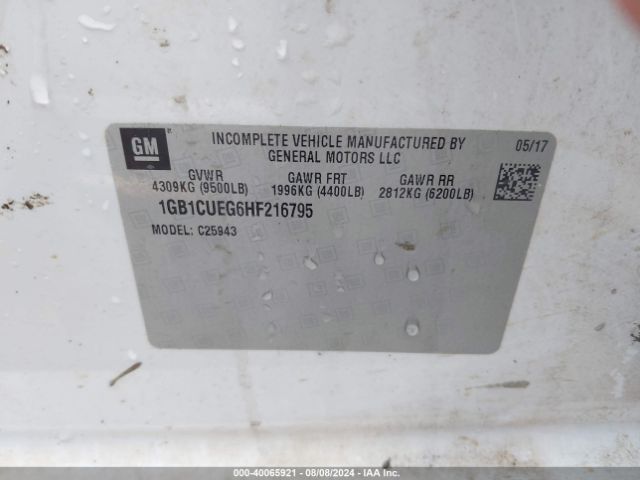 GM
INCOMPLETE VEHICLE MANUFACTURED BY
GENERAL MOTORS LLC
05/17
GVWR
4309KG (9500LB)
GAWR FRT
1996KG (4400LB)
GAWR RR
2812KG (6200LB)
1GB1CUEG6HF216795
MODEL: C25943
000-40065921 - 08/08/2024 - IAA Inc.